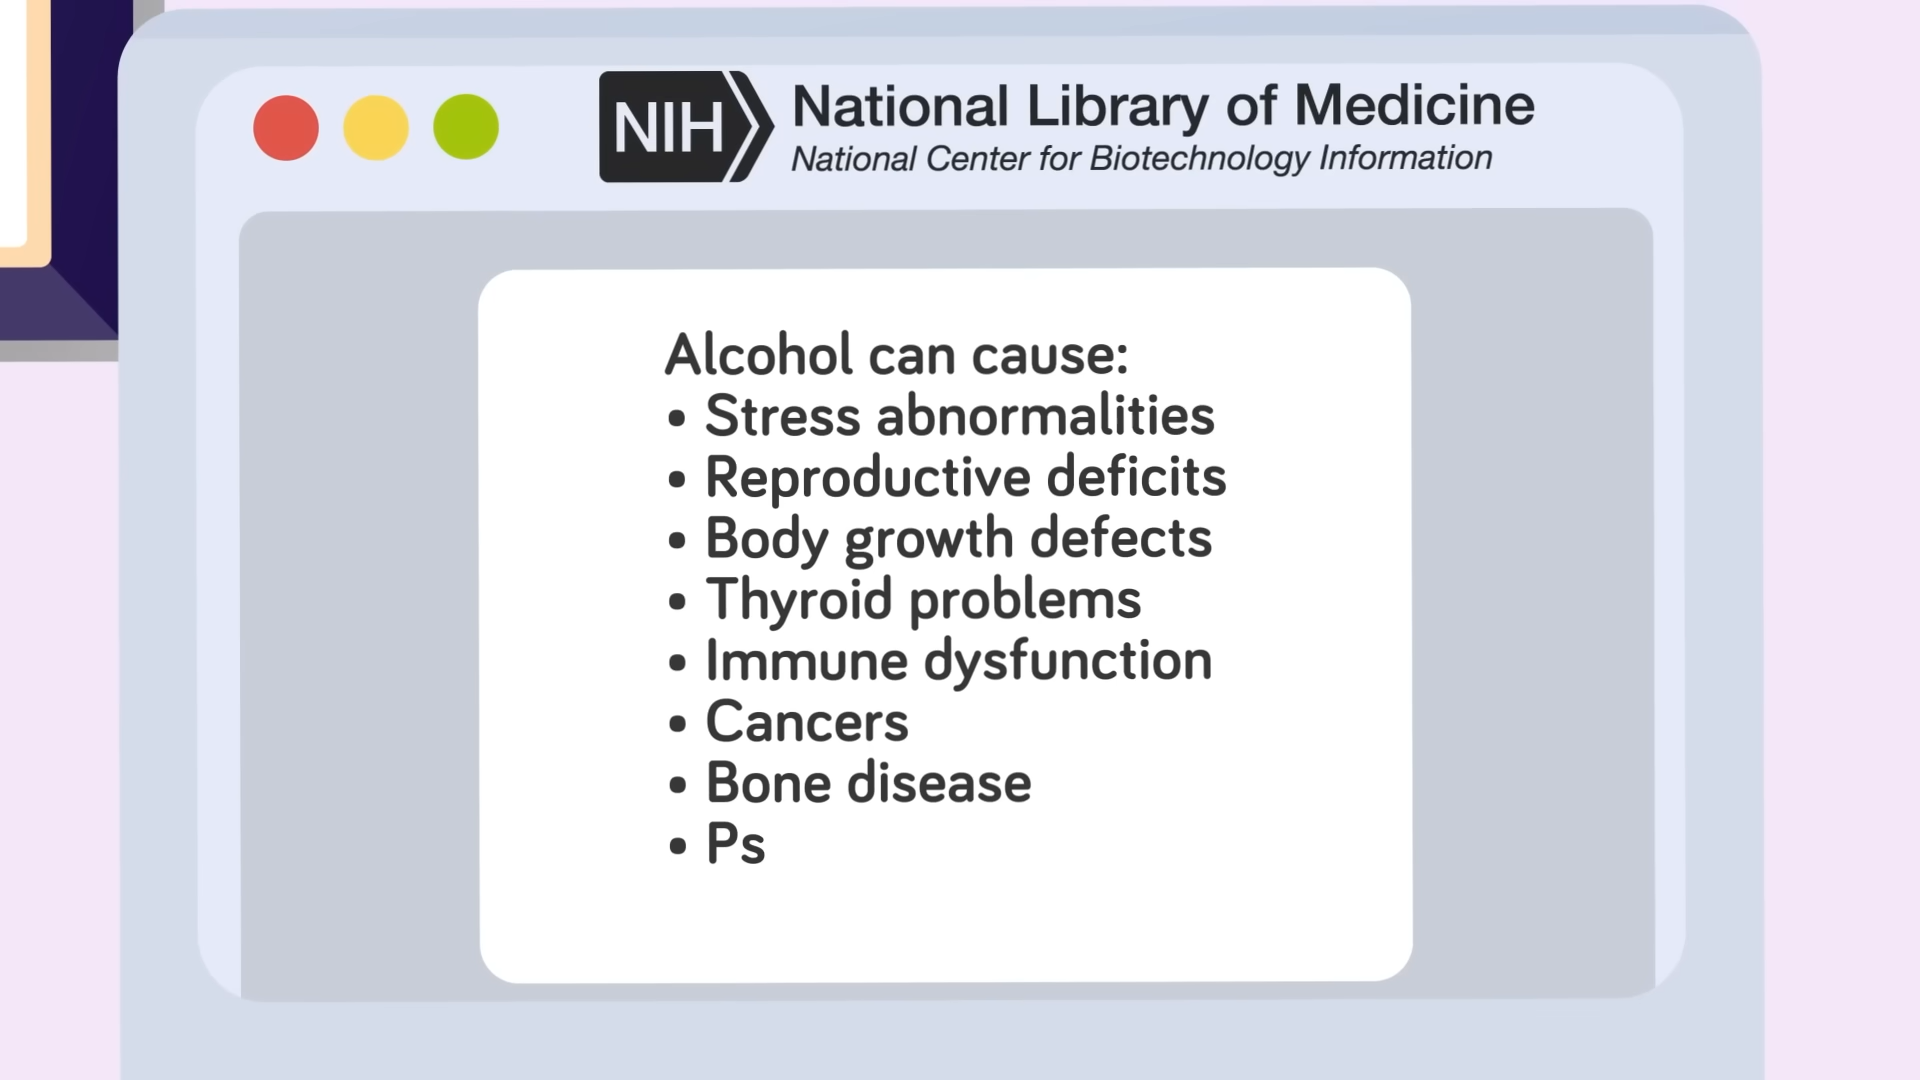 NIH National Library of Medicine
National Center for Biotechnology Information
Alcohol can cause:
• Stress abnormalities
• Reproductive deficits
• Body growth defects
• Thyroid problems
• Immune dysfunction
• Cancers
• Bone disease
• Ps